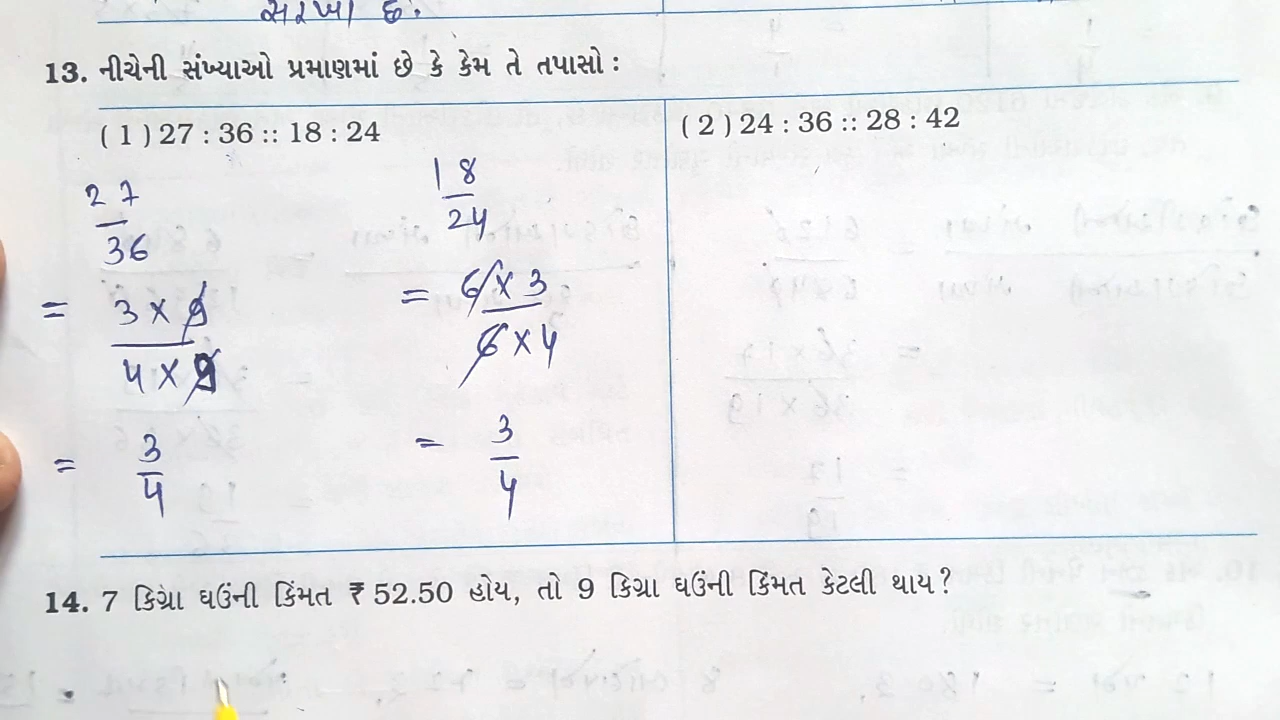 સરખા છે.
13. નીચેની સંખ્યાઓ પ્રમાણમાં છે કે કેમ તે તપાસો :
( 1 ) 27 : 36 :: 18 : 24
27
36
= 3 × 9
4 × 9
= 3
4
18
24
= 6 × 3
6 × 4
= 3
4
( 2 ) 24 : 36 :: 28 : 42
14. 7 કિગ્રા ઘઉંની કિંમત ₹ 52.50 હોય, તો 9 કિગ્રા ઘઉંની કિંમત કેટલી થાય?